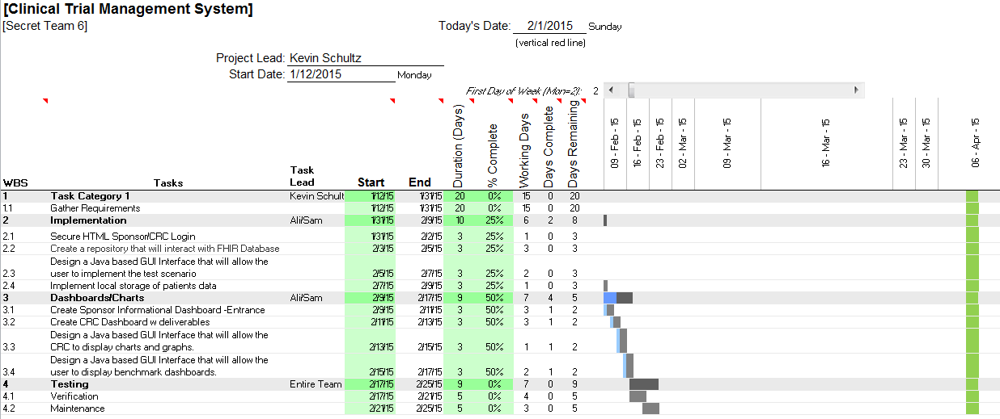 [Clinical Trial Management System]
[Secret Team 6]
Today's Date: 2/1/2015 Sunday
(vertical red line)
Project Lead: Kevin Schultz
Start Date: 1/12/2015 Monday
First Day of Week (Mon=2): 2
WBS Tasks Task Lead Start End Duration (Days) % Complete Working Days Days Complete Days Remaining 09 - Feb - 15 16 - Feb - 15 23 - Feb - 15 02 - Mar - 15 09 - Mar - 15 16 - Mar - 15 23 - Mar - 15 30 - Mar - 15 06 - Apr - 15
1 Task Category 1 Kevin Schult 1/12/15 1/31/15 20 0% 15 0 20
1.1 Gather Requirements 1/12/15 1/31/15 20 0% 15 0 20
2 Implementation Ali/Sam 1/31/15 2/9/15 10 25% 6 2 8
2.1 Secure HTML Sponsor/CRC Login 1/31/15 2/2/15 3 25% 1 0 3
2.2 Create a repository that will interact with FHIR Database 2/3/15 2/5/15 3 25% 3 0 3
Design a Java based GUI Interface that will allow the
2.3 user to implement the test scenario 2/5/15 2/7/15 3 25% 2 0 3
2.4 Implement local storage of patients data 2/7/15 2/9/15 3 25% 1 0 3
3 Dashboards/Charts Ali/Sam 2/9/15 2/17/15 9 50% 7 4 5
3.1 Create Sponsor Informational Dashboard -Entrance 2/9/15 2/11/15 3 50% 3 1 2
3.2 Create CRC Dashboard w deliverables 2/11/15 2/13/15 3 50% 3 1 2
Design a Java based GUI Interface that will allow the
3.3 CRC to display charts and graphs. 2/13/15 2/15/15 3 50% 1 1 2
Design a Java based GUI Interface that will allow the
3.4 user to display benchmark dashboards. 2/15/15 2/17/15 3 50% 2 1 2
4 Testing Entire Team 2/17/15 2/25/15 9 0% 7 0 9
4.1 Verification 2/17/15 2/21/15 5 0% 4 0 5
4.2 Maintenance 2/21/15 2/25/15 5 0% 3 0 5